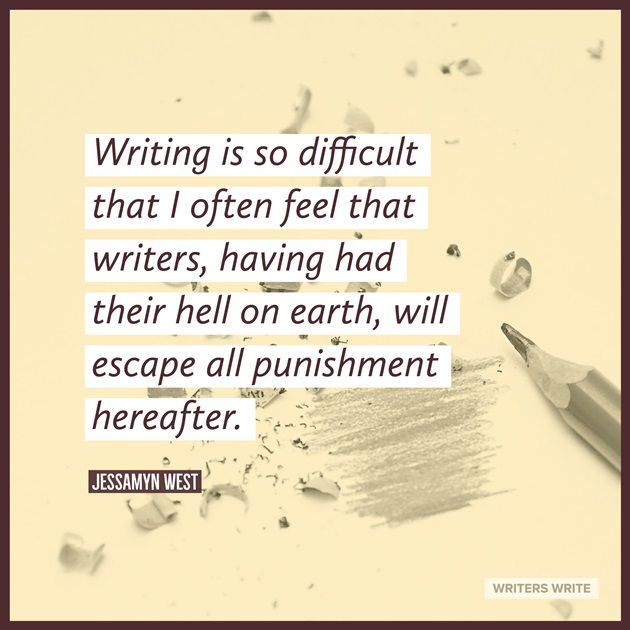 Writing is so difficult
that I often feel that
writers, having had
their hell on earth, will
escape all punishment
hereafter.
JESSAMYN WEST
WRITERS WRITE